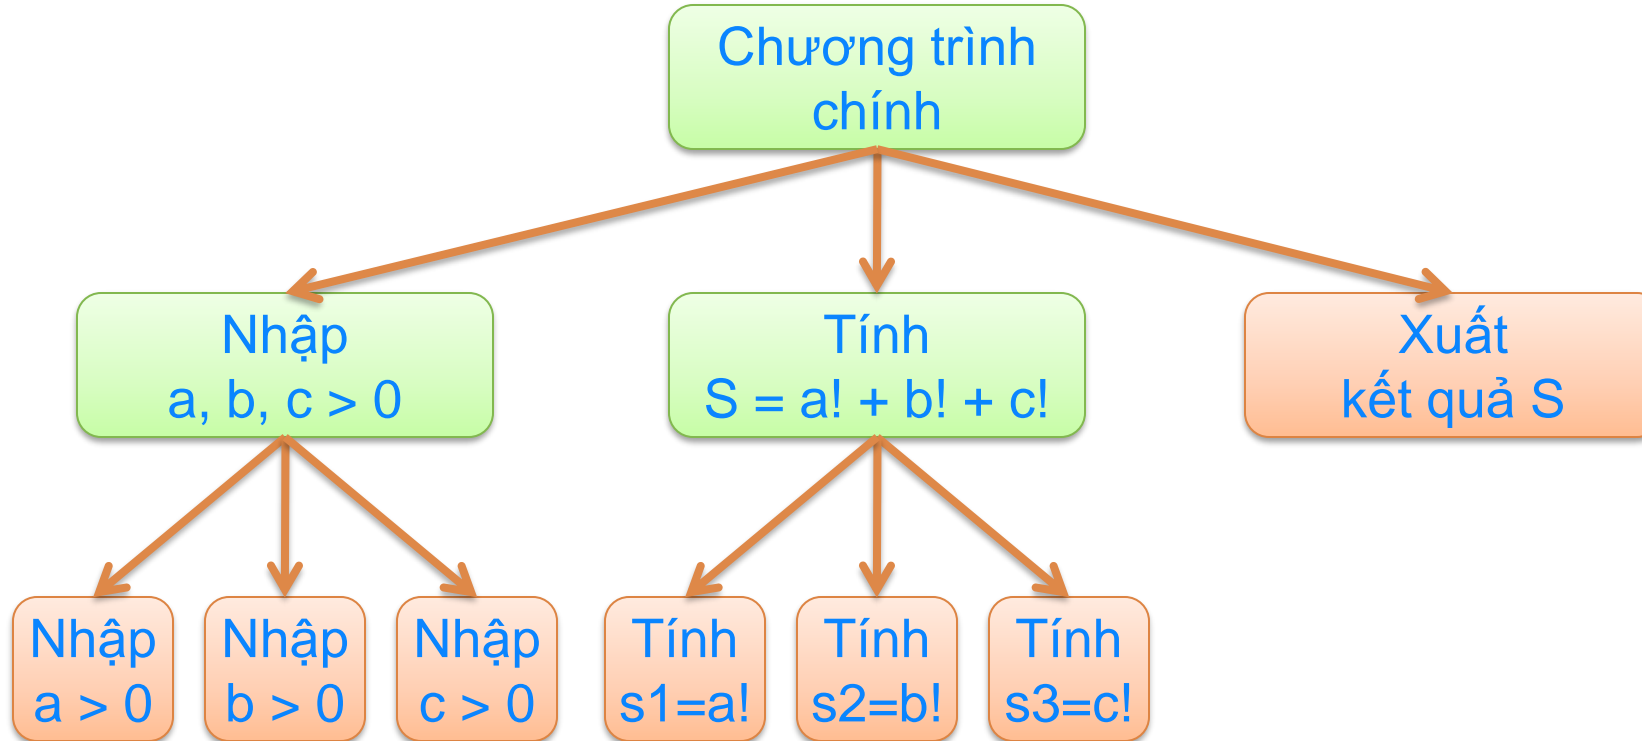 Chương trình
chính
Nhập
a, b, c > 0
Tính
S = a! + b! + c!
Xuất
kết quả S
Nhập
a > 0
Nhập
b > 0
Nhập
c > 0
Tính
s1=a!
Tính
s2=b!
Tính
s3=c!